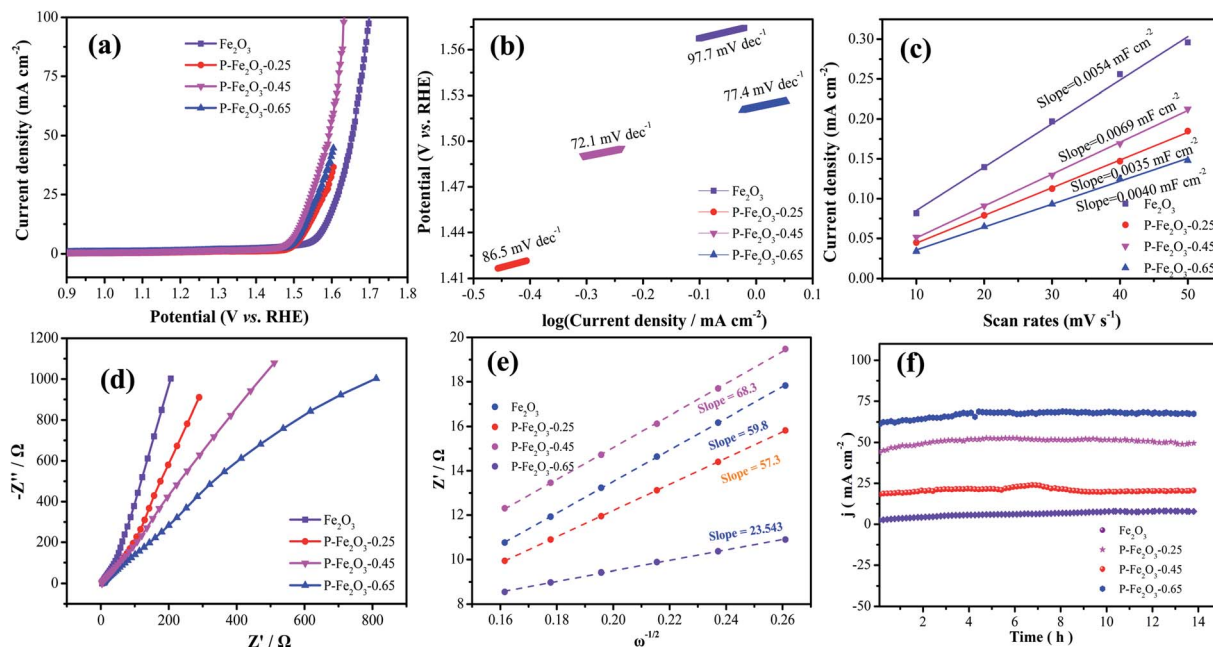 (a)
Fe₂O₃
P-Fe₂O₃-0.25
P-Fe₂O₃-0.45
P-Fe₂O₃-0.65
Current density (mA cm⁻²)
100
75
50
25
0
0.9 1.0 1.1 1.2 1.3 1.4 1.5 1.6 1.7 1.8
Potential (V vs. RHE)
(b)
97.7 mV dec⁻¹
77.4 mV dec⁻¹
72.1 mV dec⁻¹
86.5 mV dec⁻¹
Fe₂O₃
P-Fe₂O₃-0.25
P-Fe₂O₃-0.45
P-Fe₂O₃-0.65
Potential (V vs. RHE)
1.56
1.53
1.50
1.47
1.44
1.41
-0.5 -0.4 -0.3 -0.2 -0.1 0.0 0.1
log(Current density / mA cm⁻²)
(c)
Slope=0.0054 mF cm⁻²
Slope=0.0069 mF cm⁻²
Slope=0.0035 mF cm⁻²
Slope=0.0040 mF cm⁻²
Fe₂O₃
P-Fe₂O₃-0.25
P-Fe₂O₃-0.45
P-Fe₂O₃-0.65
Current density (mA cm⁻²)
0.30
0.25
0.20
0.15
0.10
0.05
0.00
10 20 30 40 50
Scan rates (mV s⁻¹)
(d)
Fe₂O₃
P-Fe₂O₃-0.25
P-Fe₂O₃-0.45
P-Fe₂O₃-0.65
-Z'' / Ω
1200
1000
800
600
400
200
0
0 200 400 600 800
Z' / Ω
(e)
Fe₂O₃
P-Fe₂O₃-0.25
P-Fe₂O₃-0.45
P-Fe₂O₃-0.65
Slope = 68.3
Slope = 59.8
Slope = 57.3
Slope = 23.543
Z' / Ω
20
18
16
14
12
10
8
0.16 0.18 0.20 0.22 0.24 0.26
ω⁻¹/²
(f)
Fe₂O₃
P-Fe₂O₃-0.25
P-Fe₂O₃-0.45
P-Fe₂O₃-0.65
j (mA cm⁻²)
100
75
50
25
0
-25
-50
2 4 6 8 10 12 14
Time ( h )